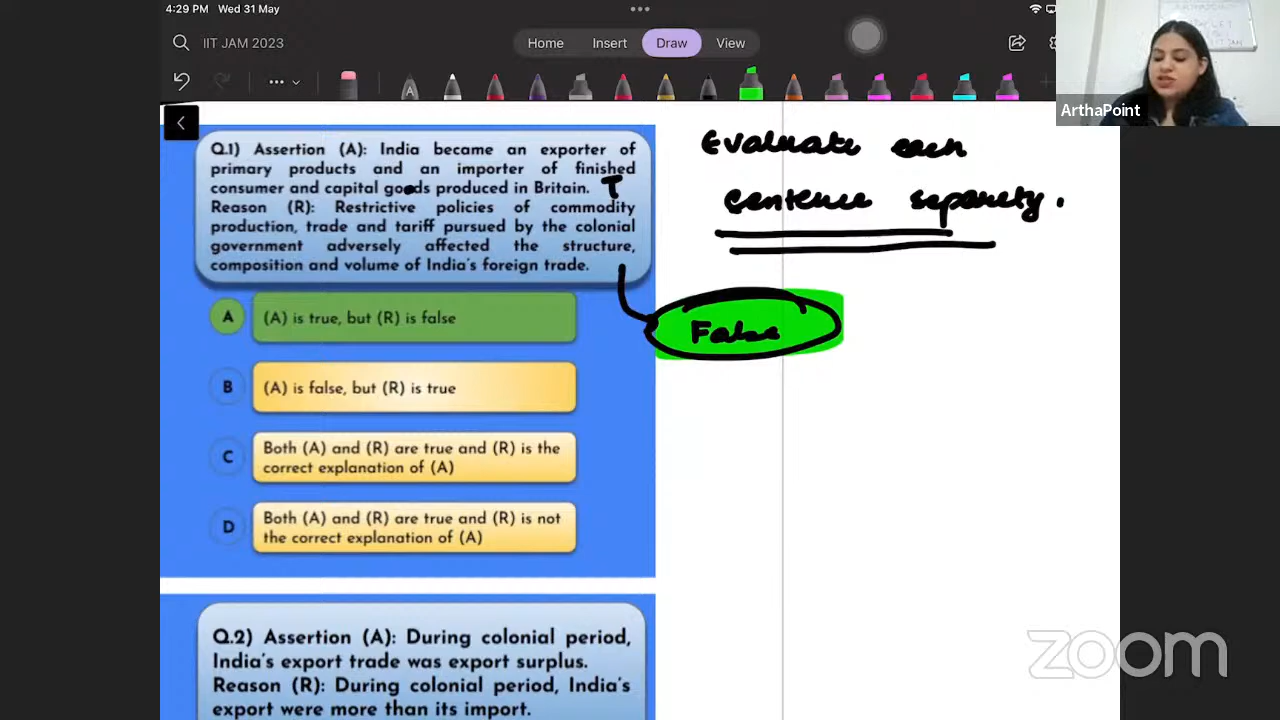 4:29 PM Wed 31 May
IIT JAM 2023
Home Insert Draw View
A
ArthaPoint
Q.1) Assertion (A): India became an exporter of
primary products and an importer of finished
consumer and capital goods produced in Britain. T
Reason (R): Restrictive policies of commodity
production, trade and tariff pursued by the colonial
government adversely affected the structure,
composition and volume of India's foreign trade.
A (A) is true, but (R) is false
B (A) is false, but (R) is true
C Both (A) and (R) are true and (R) is the
correct explanation of (A)
D Both (A) and (R) are true and (R) is not
the correct explanation of (A)
Evaluate each
sentence separety.
False
Q.2) Assertion (A): During colonial period,
India's export trade was export surplus.
Reason (R): During colonial period, India's
export were more than its import.
zoom